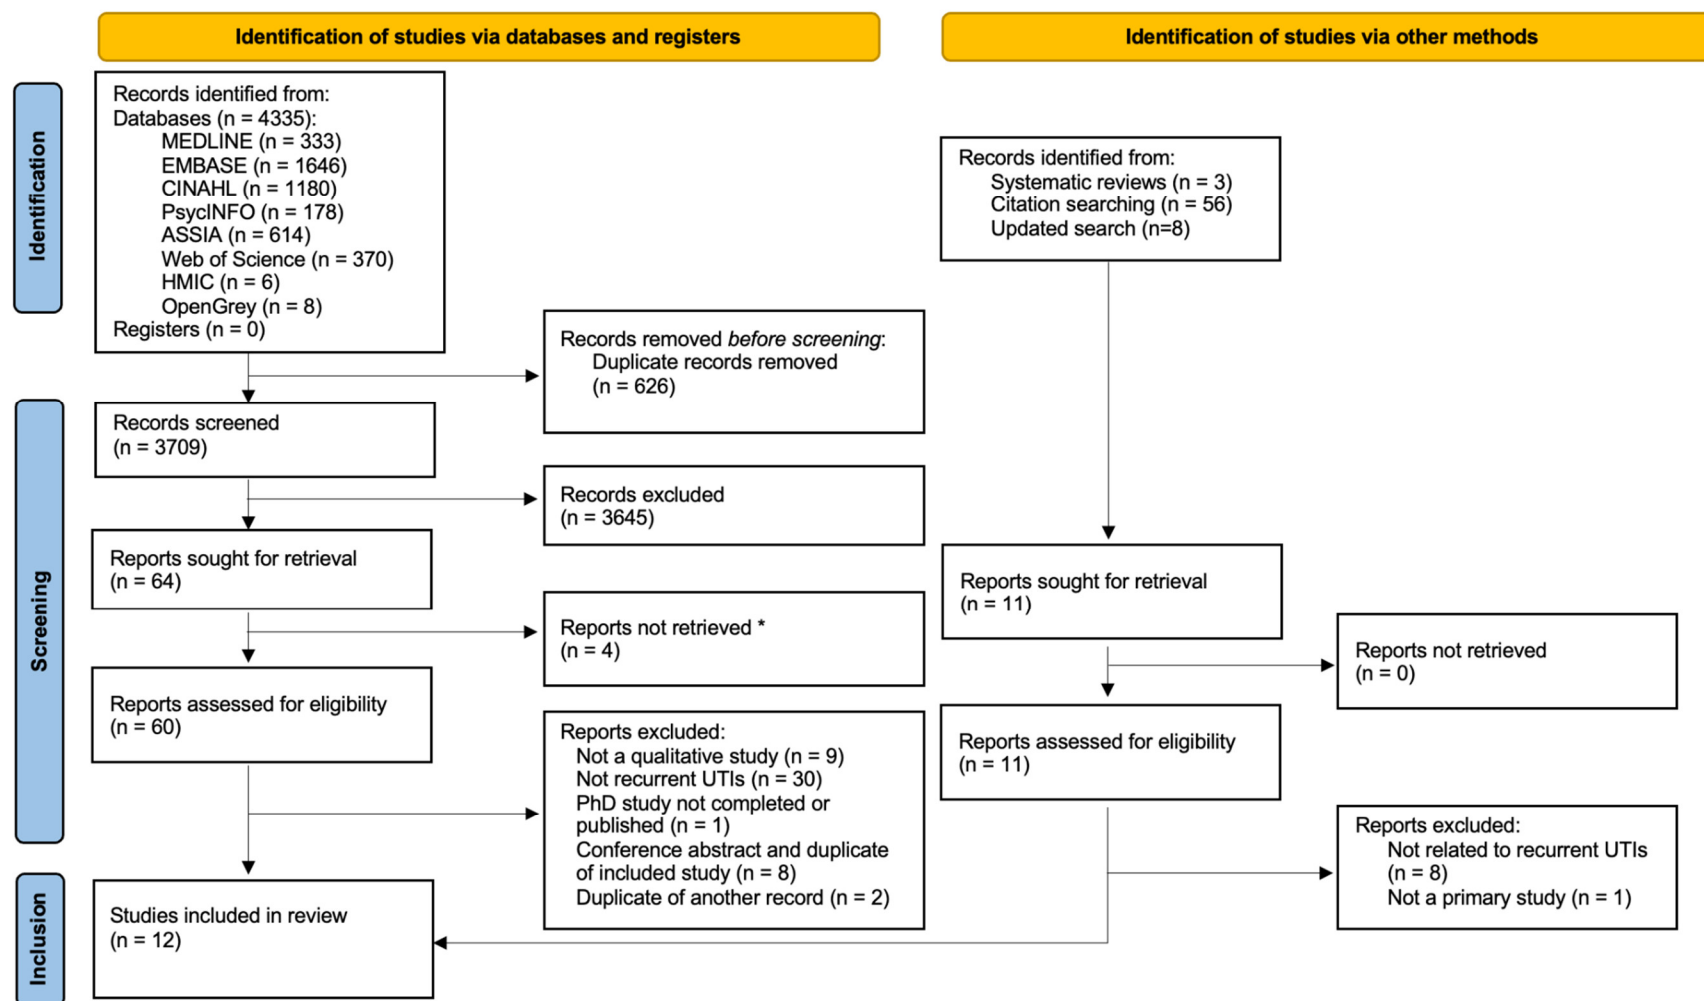 Identification of studies via databases and registers
Identification of studies via other methods
Identification
Records identified from:
Databases (n = 4335):
MEDLINE (n = 333)
EMBASE (n = 1646)
CINAHL (n = 1180)
PsycINFO (n = 178)
ASSIA (n = 614)
Web of Science (n = 370)
HMIC (n = 6)
OpenGrey (n = 8)
Registers (n = 0)
Records identified from:
Systematic reviews (n = 3)
Citation searching (n = 56)
Updated search (n=8)
Records removed before screening:
Duplicate records removed
(n = 626)
Screening
Records screened
(n = 3709)
Records excluded
(n = 3645)
Reports sought for retrieval
(n = 64)
Reports not retrieved *
(n = 4)
Reports sought for retrieval
(n = 11)
Reports not retrieved
(n = 0)
Reports assessed for eligibility
(n = 60)
Reports excluded:
Not a qualitative study (n = 9)
Not recurrent UTIs (n = 30)
PhD study not completed or
published (n = 1)
Conference abstract and duplicate
of included study (n = 8)
Duplicate of another record (n = 2)
Reports assessed for eligibility
(n = 11)
Reports excluded:
Not related to recurrent UTIs
(n = 8)
Not a primary study (n = 1)
Inclusion
Studies included in review
(n = 12)